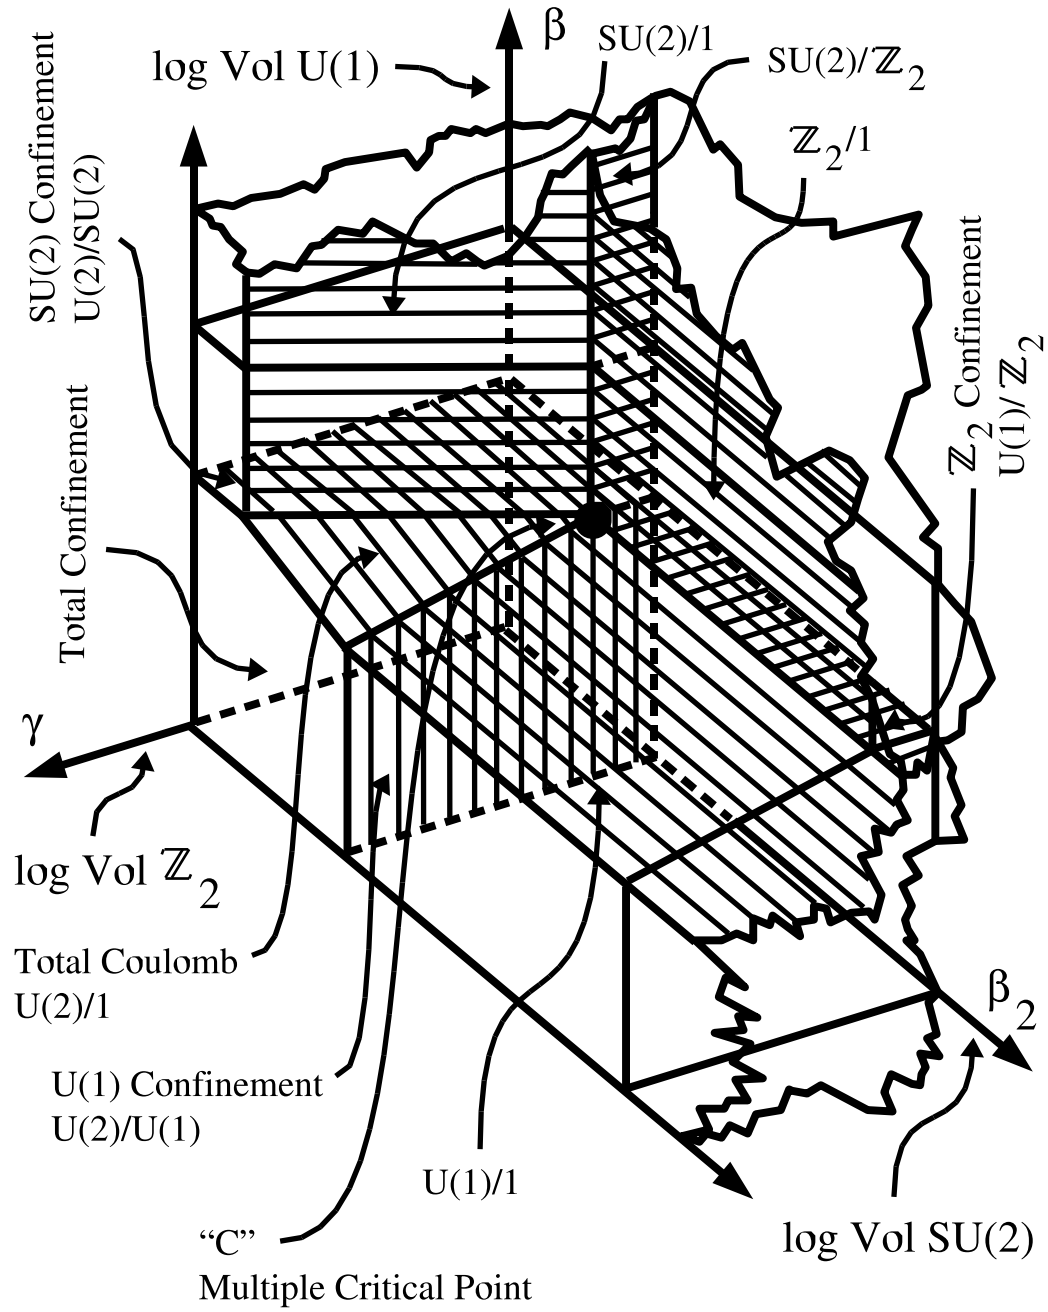 β
SU(2)/1
log Vol U(1)
SU(2)/ℤ2
ℤ2/1
SU(2) Confinement
U(2)/SU(2)
ℤ2 Confinement
U(1)/ℤ2
Total Confinement
γ
log Vol ℤ2
Total Coulomb
U(2)/1
β2
U(1) Confinement
U(2)/U(1)
U(1)/1
“C”
Multiple Critical Point
log Vol SU(2)